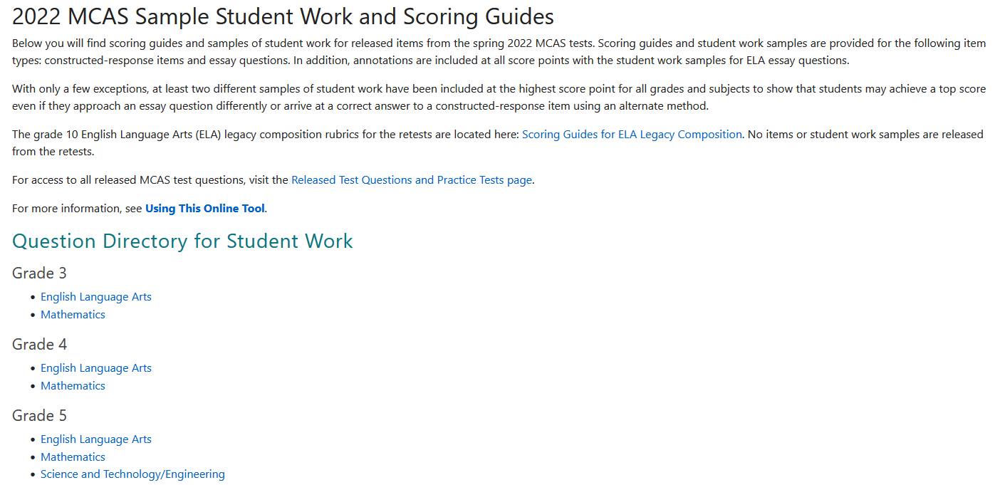 2022 MCAS Sample Student Work and Scoring Guides
Below you will find scoring guides and samples of student work for released items from the spring 2022 MCAS tests. Scoring guides and student work samples are provided for the following item
types: constructed-response items and essay questions. In addition, annotations are included at all score points with the student work samples for ELA essay questions.
With only a few exceptions, at least two different samples of student work have been included at the highest score point for all grades and subjects to show that students may achieve a top score
even if they approach an essay question differently or arrive at a correct answer to a constructed-response item using an alternate method.
The grade 10 English Language Arts (ELA) legacy composition rubrics for the retests are located here: Scoring Guides for ELA Legacy Composition. No items or student work samples are released
from the retests.
For access to all released MCAS test questions, visit the Released Test Questions and Practice Tests page.
For more information, see Using This Online Tool.
Question Directory for Student Work
Grade 3
• English Language Arts
• Mathematics
Grade 4
• English Language Arts
• Mathematics
Grade 5
• English Language Arts
• Mathematics
• Science and Technology/Engineering